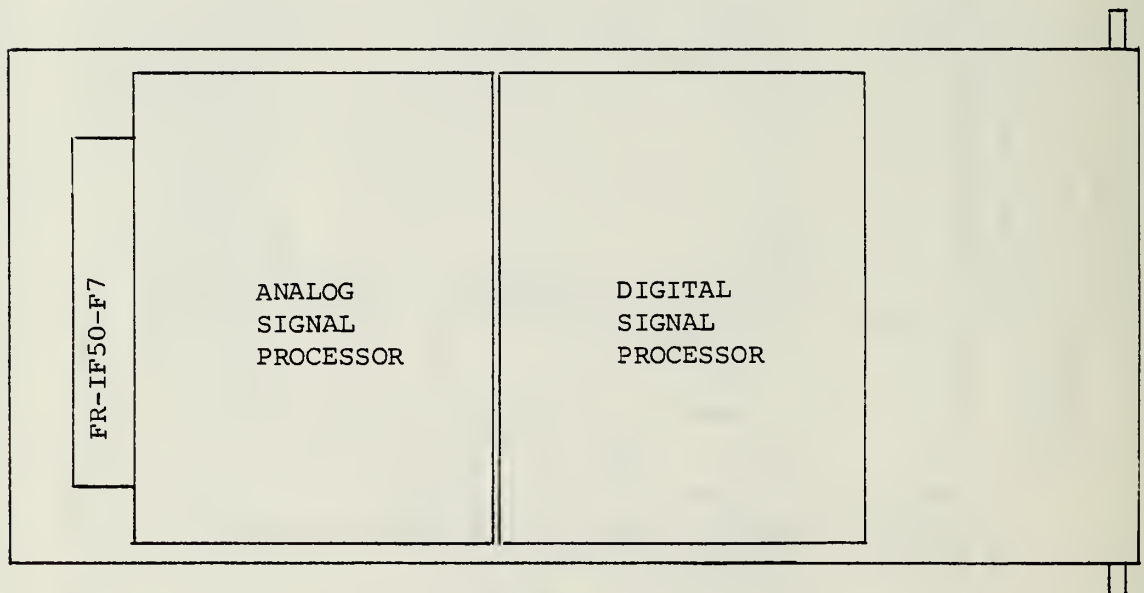 FR-IF50-F7
ANALOG
SIGNAL
PROCESSOR
DIGITAL
SIGNAL
PROCESSOR